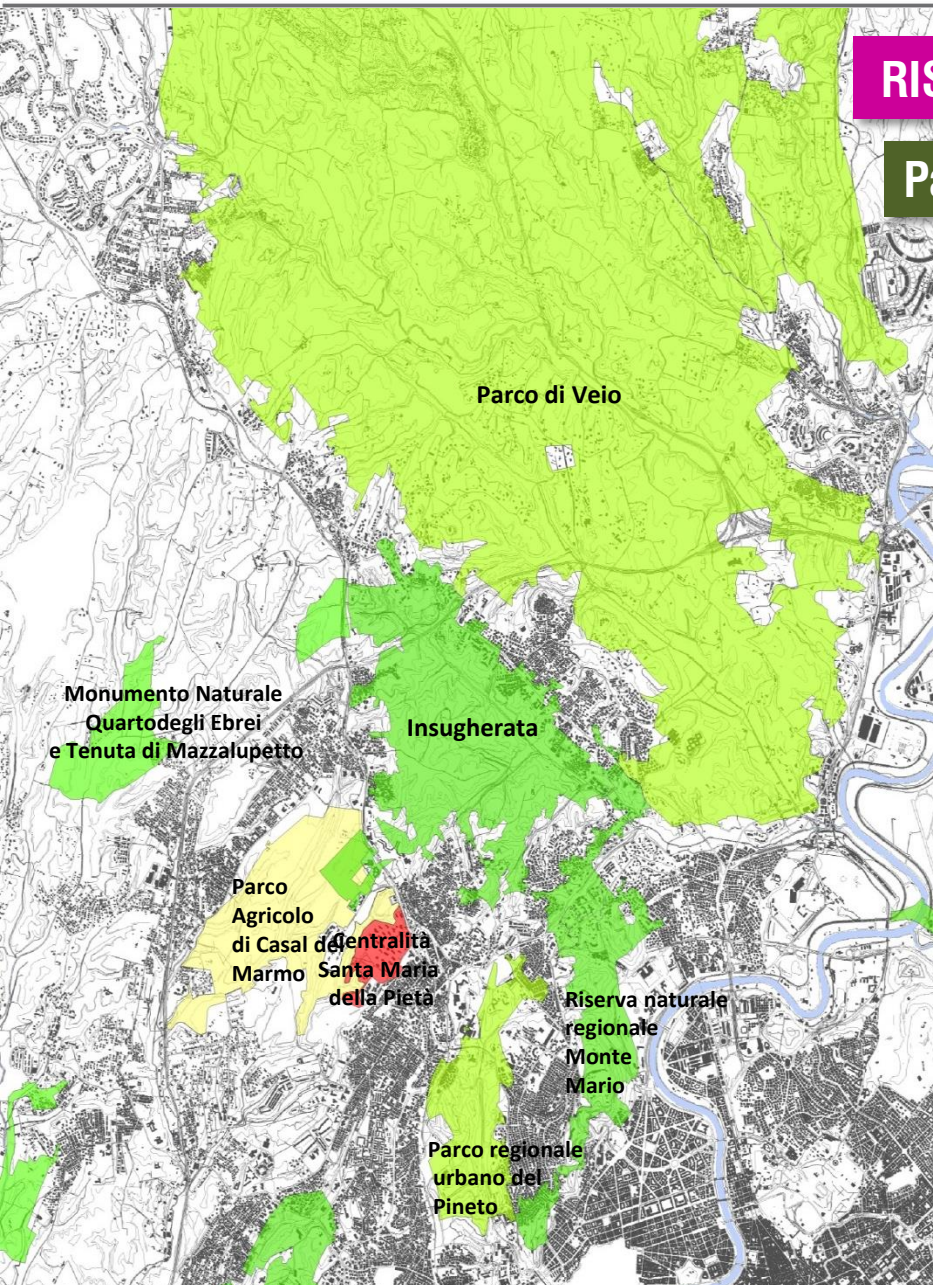 RIS
Pa
Parco di Veio
Monumento Naturale
Quartodegli Ebrei
e Tenuta di Mazzalupetto
Insugherata
Parco
Agricolo
di Casal del
Marmo
Centralità
Santa Maria
della Pietà
Riserva naturale
regionale
Monte
Mario
Parco regionale
urbano del
Pineto